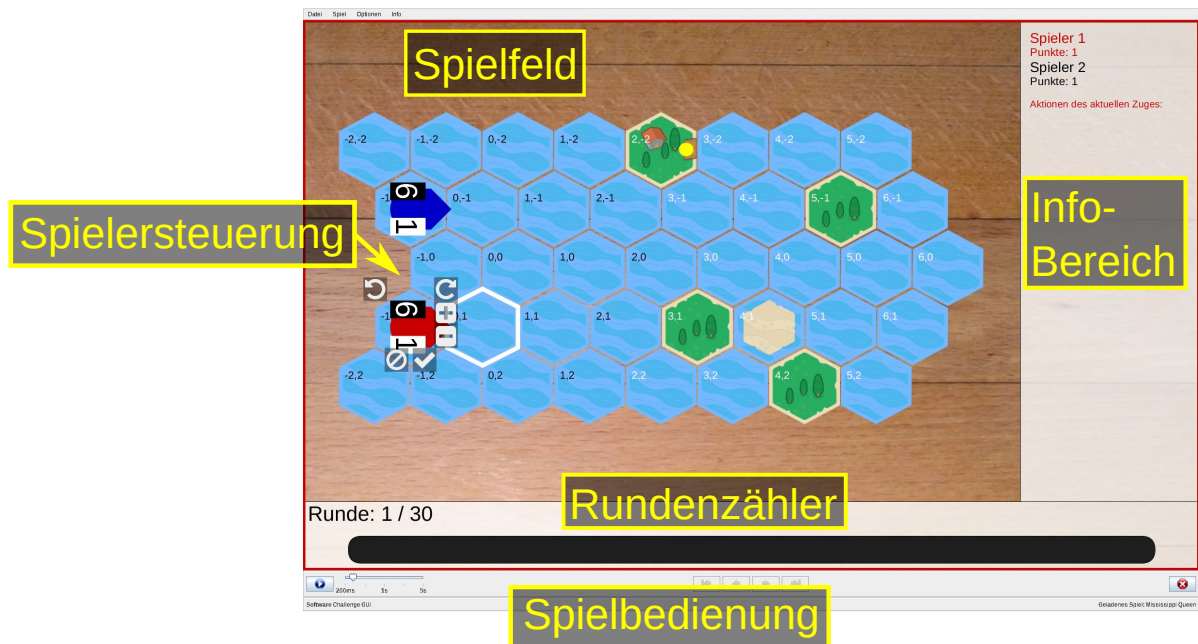 Datei Spiel Optionen Info
Spielfeld
Spieler 1
Punkte: 1
Spieler 2
Punkte: 1
Aktionen des aktuellen Zuges:
-2,-2 -1,-2 0,-2 1,-2 2,-2 3,-2 4,-2 5,-2
6 1 0,-1 1,-1 2,-1 3,-1 4,-1 5,-1 6,-1
Spielersteuerung
Info-
Bereich
-1,0 0,0 1,0 2,0 3,0 4,0 5,0 6,0
6 1 1,1 2,1 3,1 4,1 5,1 6,1
-2,2 -1,2 0,2 1,2 2,2 3,2 4,2 5,2
Rundenzähler
Runde: 1 / 30
200ms 1s 5s
Spielbedienung
Software Challenge GUI
Geladenes Spiel: Mississippi Queen